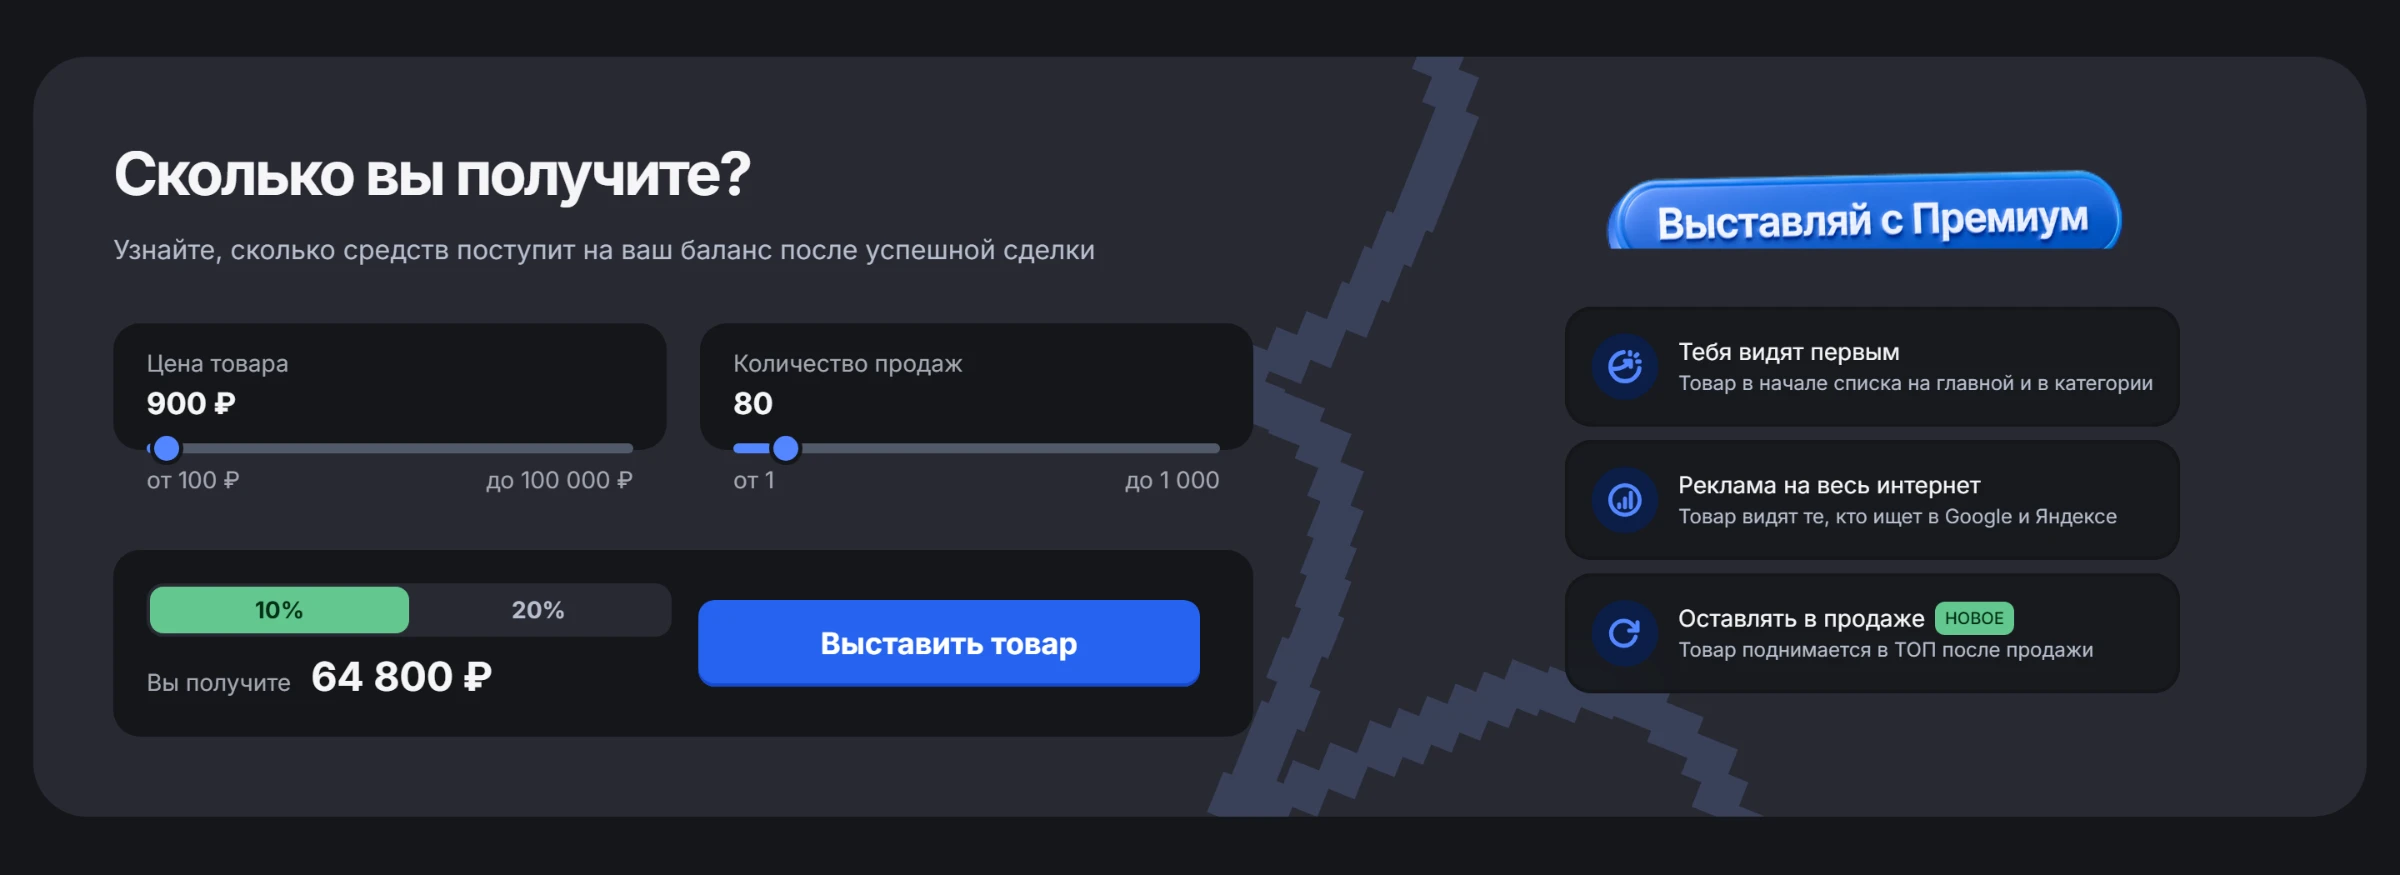 Сколько вы получите?
Узнайте, сколько средств поступит на ваш баланс после успешной сделки
Цена товара
900 ₽
от 100 ₽
до 100 000 ₽
Количество продаж
80
от 1
до 1 000
10%
20%
Вы получите 64 800 ₽
Выставить товар
Выставляй с Премиум
Тебя видят первым
Товар в начале списка на главной и в категории
Реклама на весь интернет
Товар видят те, кто ищет в Google и Яндексе
Оставлять в продаже НОВОЕ
Товар поднимается в ТОП после продажи